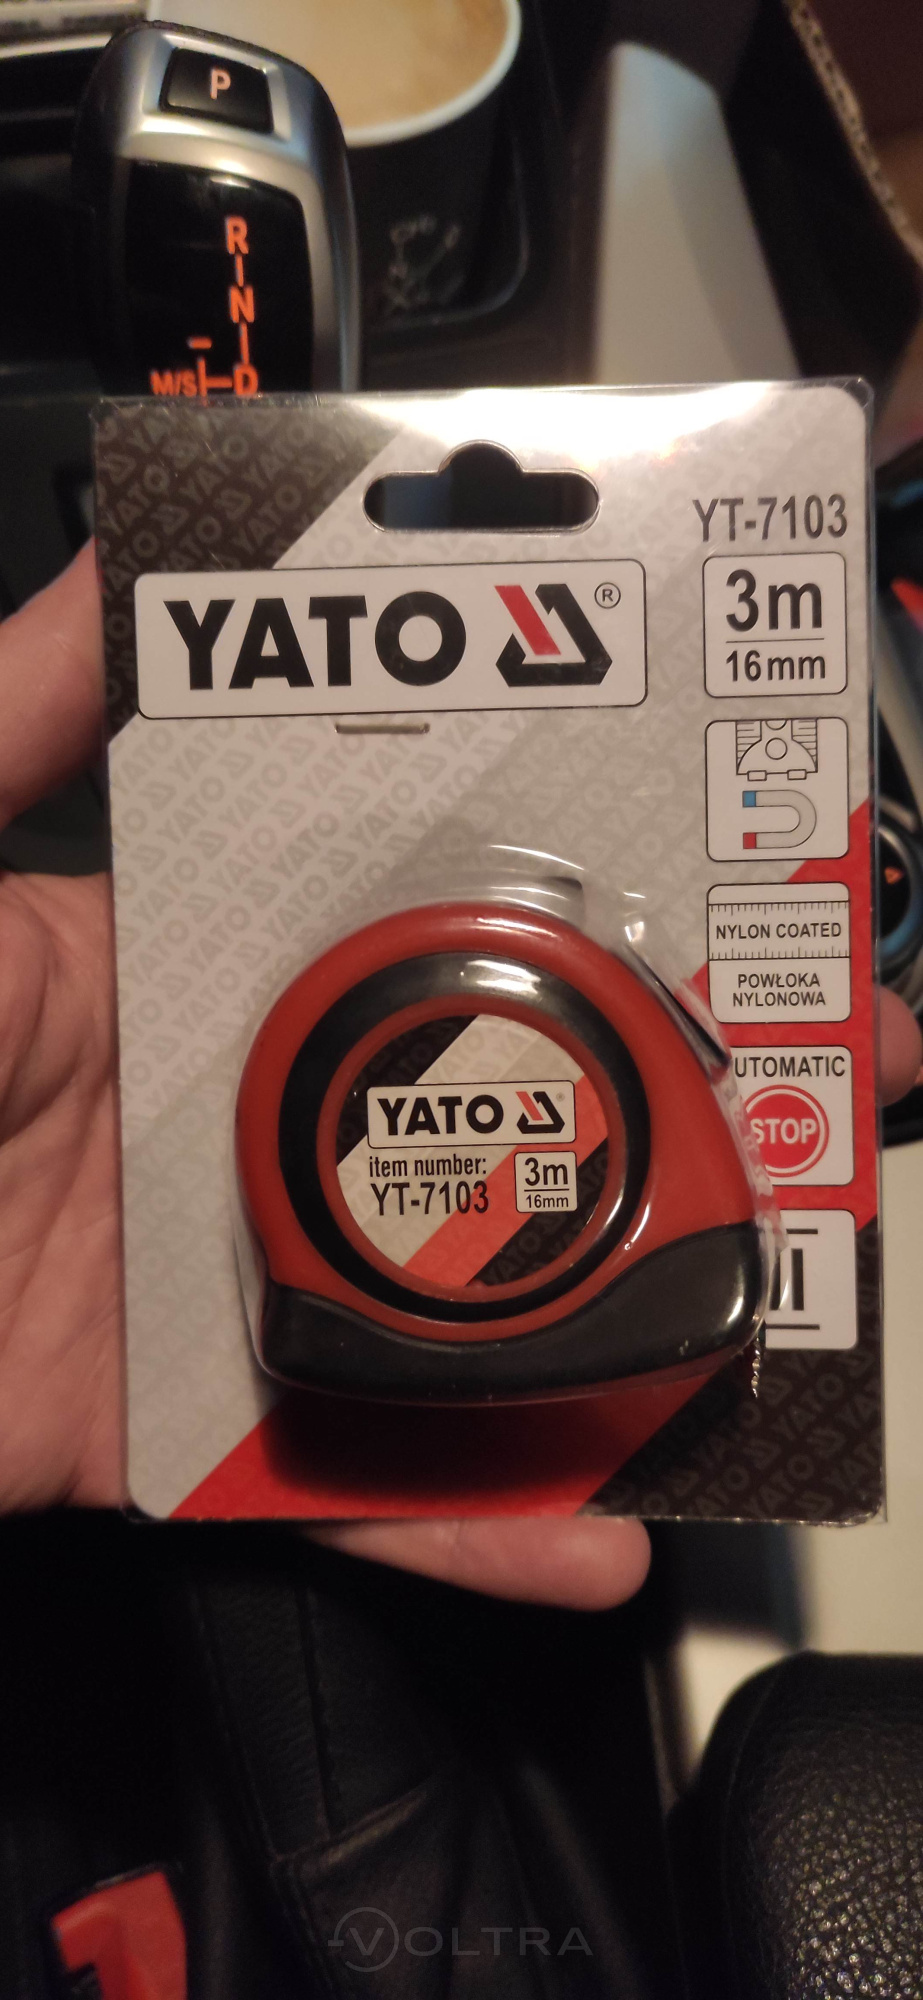 P
R
N
M/S D
YT-7103
YATO ®
3m
16mm
NYLON COATED
POWŁOKA
NYLONOWA
UTOMATIC
STOP
YATO
item number:
YT-7103
3m
16mm
II
VOLTRA